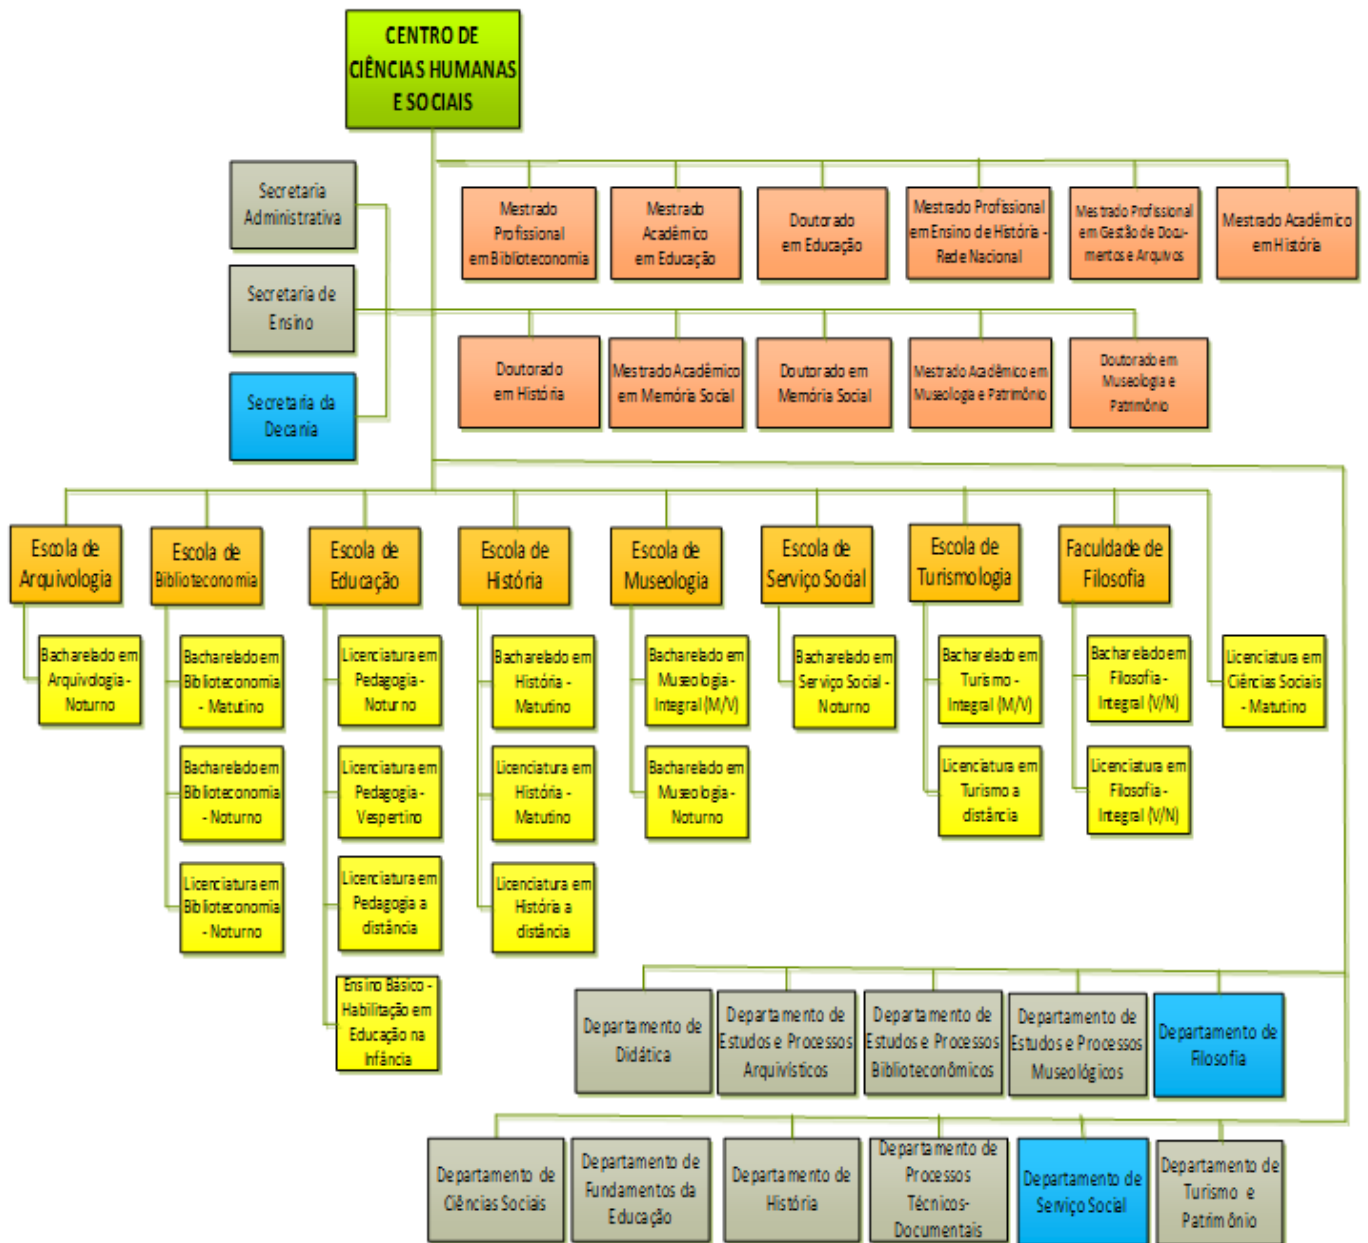 CENTRO DE
CIÊNCIAS HUMANAS
E SOCIAIS
Secretaria
Administrativa
Secretaria de
Ensino
Secretaria da
Decania
Mestrado
Profissional
em Biblioteconomia
Mestrado
Acadêmico
em Educação
Doutorado
em Educação
Mestrado Profissional
em Ensino de História -
Rede Nacional
Mestrado Profissional
em Gestão de Docu-
mentos e Arquivos
Mestrado Acadêmico
em História
Doutorado
em História
Mestrado Acadêmico
em Memória Social
Doutorado em
Memória Social
Mestrado Acadêmico em
Museologia e Patrimônio
Doutorado em
Museologia e
Patrimônio
Escola de
Arquivologia
Escola de
Biblioteconomia
Escola de
Educação
Escola de
História
Escola de
Museologia
Escola de
Serviço Social
Escola de
Turismologia
Faculdade de
Filosofia
Bacharelado em
Arquivologia -
Noturno
Bacharelado em
Biblioteconomia
- Matutino
Licenciatura em
Pedagogia -
Noturno
Bacharelado em
História -
Matutino
Bacharelado em
Museologia -
Integral (M/V)
Bacharelado em
Serviço Social -
Noturno
Bacharelado em
Turismo -
Integral (M/V)
Bacharelado em
Filosofia -
Integral (V/N)
Licenciatura em
Ciências Sociais
- Matutino
Bacharelado em
Biblioteconomia
- Noturno
Licenciatura em
Pedagogia -
Vespertino
Licenciatura em
História -
Matutino
Bacharelado em
Museologia -
Noturno
Licenciatura em
Turismo a
distância
Licenciatura em
Filosofia -
Integral (V/N)
Licenciatura em
Biblioteconomia
- Noturno
Licenciatura em
Pedagogia a
distância
Licenciatura em
História a
distância
Ensino Básico -
Habilitação em
Educação na
Infância
Departamento de
Didática
Departamento de
Estudos e Processos
Arquivísticos
Departamento de
Estudos e Processos
Biblioteconômicos
Departamento de
Estudos e Processos
Museológicos
Departamento de
Filosofia
Departamento de
Ciências Sociais
Departamento de
Fundamentos da
Educação
Departamento de
História
Departamento de
Processos
Técnicos-
Documentais
Departamento de
Serviço Social
Departamento de
Turismo e
Patrimônio